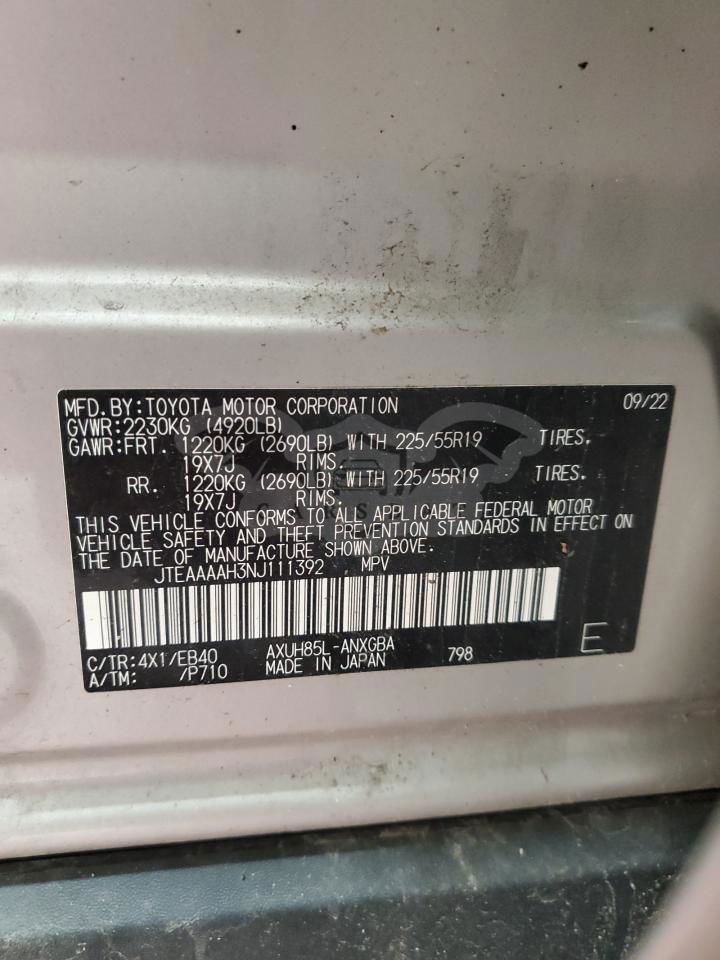 MFD.BY:TOYOTA MOTOR CORPORATION 09/22
GVWR:2230KG (4920LB)
GAWR:FRT. 1220KG (2690LB) WITH 225/55R19 TIRES.
19X7J RIMS.
RR. 1220KG (2690LB) WITH 225/55R19 TIRES.
19X7J RIMS.
THIS VEHICLE CONFORMS TO ALL APPLICABLE FEDERAL MOTOR
VEHICLE SAFETY AND THEFT PREVENTION STANDARDS IN EFFECT ON
THE DATE OF MANUFACTURE SHOWN ABOVE.
JTEAAAAH3NJ111392 MPV
C/TR:4X1/EB40 AXUH85L-ANXGBA 798 E
A/TM: /P710 MADE IN JAPAN